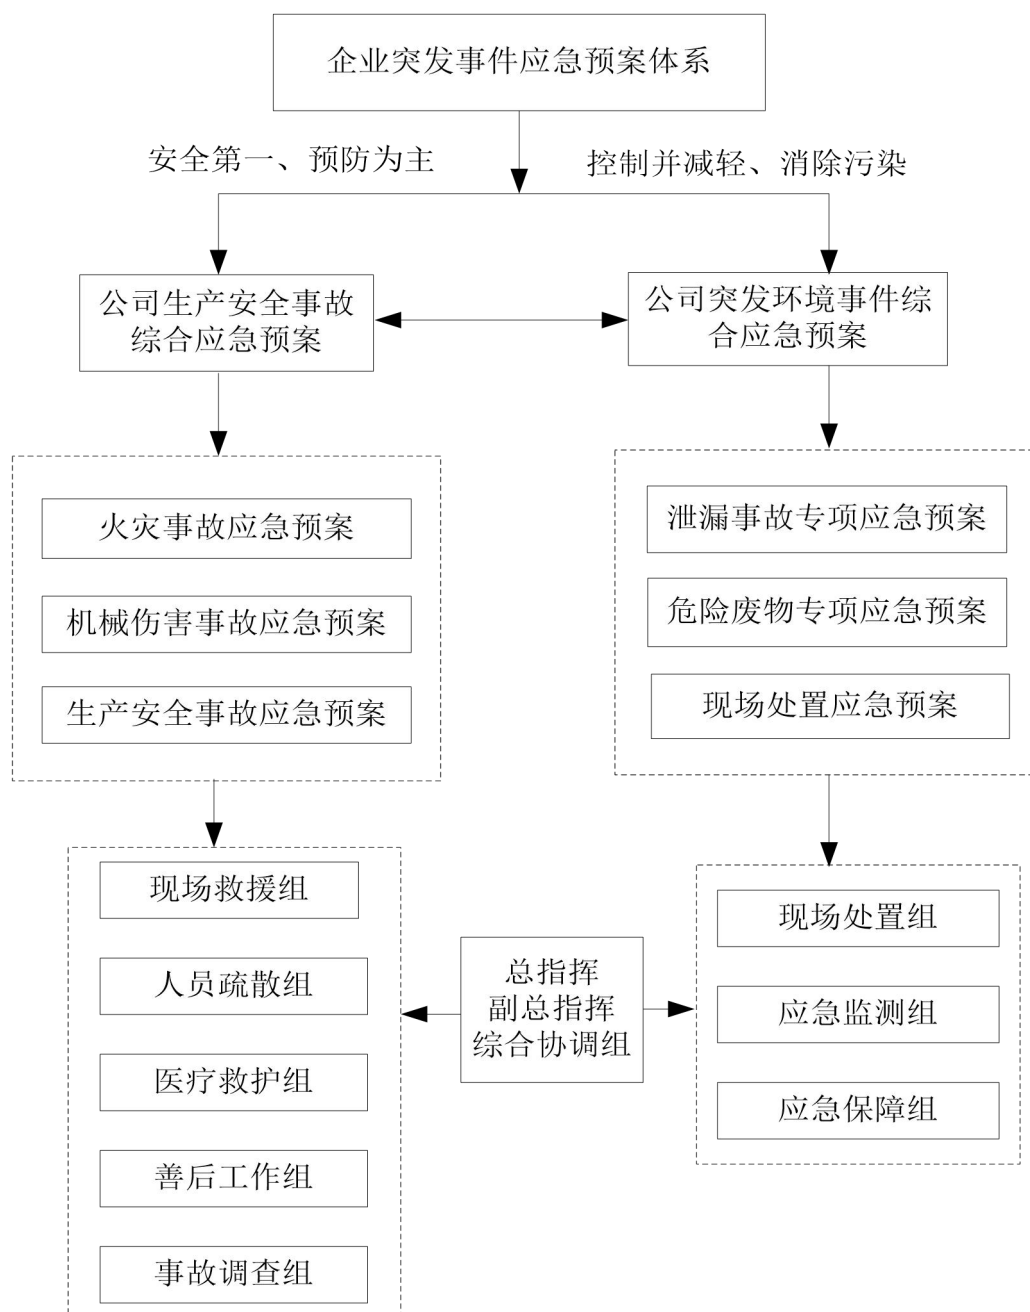 企业突发事件应急预案体系
安全第一、预防为主
控制并减轻、消除污染
公司生产安全事故
综合应急预案
公司突发环境事件综
合应急预案
火灾事故应急预案
机械伤害事故应急预案
生产安全事故应急预案
泄漏事故专项应急预案
危险废物专项应急预案
现场处置应急预案
现场救援组
人员疏散组
医疗救护组
善后工作组
事故调查组
总指挥
副总指挥
综合协调组
现场处置组
应急监测组
应急保障组